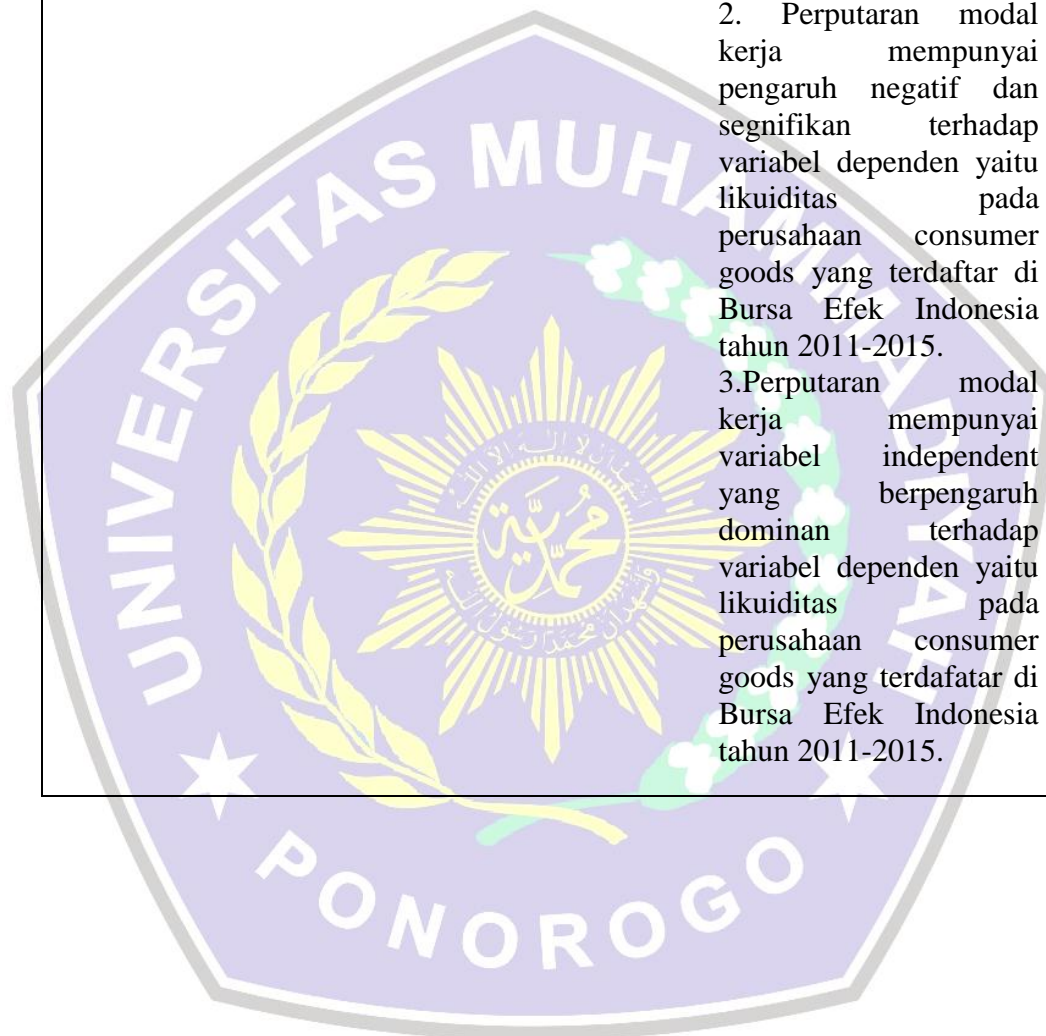 2. Perputaran modal
kerja mempunyai
pengaruh negatif dan
segnifikan terhadap
variabel dependen yaitu
likuiditas pada
perusahaan consumer
goods yang terdaftar di
Bursa Efek Indonesia
tahun 2011-2015.
3.Perputaran modal
kerja mempunyai
variabel independent
yang berpengaruh
dominan terhadap
variabel dependen yaitu
likuiditas pada
perusahaan consumer
goods yang terdafatar di
Bursa Efek Indonesia
tahun 2011-2015.
UNIVERSITAS MUHAMMADIYAH
PONOROGO